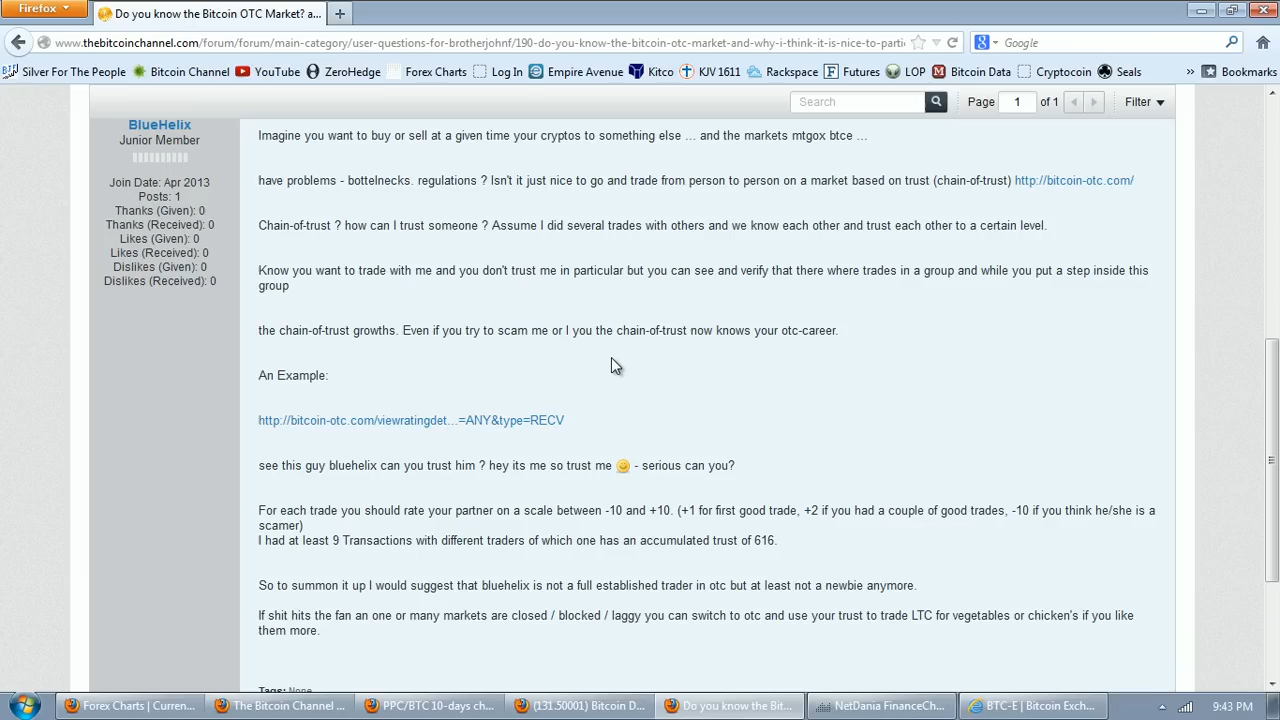 Firefox
Do you know the Bitcoin OTC Market? a...
www.thebitcoinchannel.com/forum/forum/main-category/user-questions-for-brotherjohnf/190-do-you-know-the-bitcoin-otc-market-and-why-i-think-it-is-nice-to-parti
Google
Silver For The People
Bitcoin Channel
YouTube
ZeroHedge
Forex Charts
Log In
Empire Avenue
Kitco
KJV 1611
Rackspace
Futures
LOP
Bitcoin Data
Cryptocoin
Seals
»
Bookmarks
Search
Page 1 of 1
Filter
BlueHelix
Junior Member
Join Date: Apr 2013
Posts: 1
Thanks (Given): 0
Thanks (Received): 0
Likes (Given): 0
Likes (Received): 0
Dislikes (Given): 0
Dislikes (Received): 0
Imagine you want to buy or sell at a given time your cryptos to something else ... and the markets mtgox btce ...
have problems - bottelnecks. regulations ? Isn't it just nice to go and trade from person to person on a market based on trust (chain-of-trust) http://bitcoin-otc.com/
Chain-of-trust ? how can I trust someone ? Assume I did several trades with others and we know each other and trust each other to a certain level.
Know you want to trade with me and you don't trust me in particular but you can see and verify that there where trades in a group and while you put a step inside this
group
the chain-of-trust growths. Even if you try to scam me or I you the chain-of-trust now knows your otc-career.
An Example:
http://bitcoin-otc.com/viewratingdet...=ANY&type=RECV
see this guy bluehelix can you trust him ? hey its me so trust me - serious can you?
For each trade you should rate your partner on a scale between -10 and +10. (+1 for first good trade, +2 if you had a couple of good trades, -10 if you think he/she is a
scamer)
I had at least 9 Transactions with different traders of which one has an accumulated trust of 616.
So to summon it up I would suggest that bluehelix is not a full established trader in otc but at least not a newbie anymore.
If shit hits the fan an one or many markets are closed / blocked / laggy you can switch to otc and use your trust to trade LTC for vegetables or chicken's if you like
them more.
Tags: None
Forex Charts | Curren...
The Bitcoin Channel ...
PPC/BTC 10-days ch...
(131.50001) Bitcoin D...
Do you know the Bit...
NetDania FinanceCh...
BTC-E | Bitcoin Exch...
9:43 PM